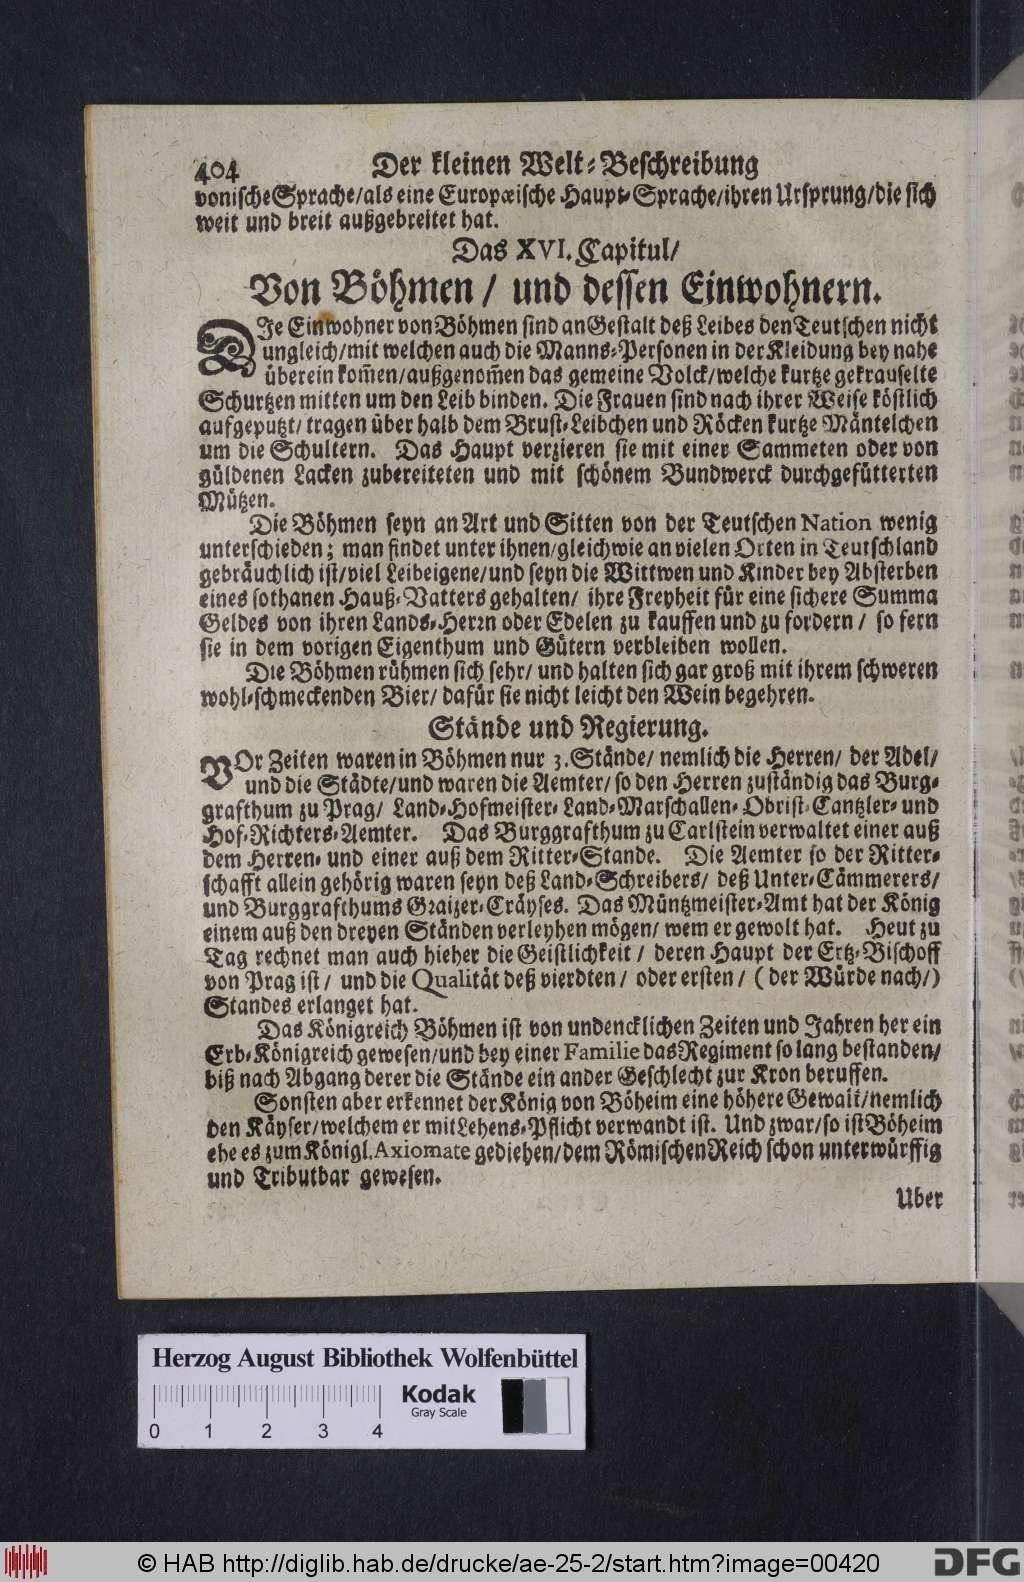 404 Der kleinen Welt-Beschreibung
vonische Sprache/als eine Europæische Haupt-Sprache/ihren Ursprung/die sich
weit und breit außgebreitet hat.
Das XVI. Capitul/
Von Böhmen / und dessen Einwohnern.
DIe Einwohner von Böhmen sind an Gestalt deß Leibes den Teutschen nicht
ungleich/mit welchen auch die Manns-Personen in der Kleidung bey nahe
überein kom̄en/außgenom̄en das gemeine Volck/welche kurtze gekrauselte
Schurtzen mitten um den Leib binden. Die Frauen sind nach ihrer Weise köstlich
aufgeputzt/ tragen über halb dem Brust-Leibchen und Röcken kurtze Mäntelchen
um die Schultern. Das Haupt verzieren sie mit einer Sammeten oder von
güldenen Lacken zubereiteten und mit schönem Bundwerck durchgefütterten
Mützen.
Die Böhmen seyn an Art und Sitten von der Teutschen Nation wenig
unterschieden; man findet unter ihnen/gleichwie an vielen Orten in Teutschland
gebräuchlich ist/viel Leibeigene/und seyn die Wittwen und Kinder bey Absterben
eines sothanen Hauß-Vatters gehalten/ ihre Freyheit für eine sichere Summa
Geldes von ihren Lands-Herrn oder Edelen zu kauffen und zu fordern / so fern
sie in dem vorigen Eigenthum und Gütern verbleiben wollen.
Die Böhmen rühmen sich sehr/ und halten sich gar groß mit ihrem schweren
wohl-schmeckenden Bier/ dafür sie nicht leicht den Wein begehren.
Stände und Regierung.
VOr Zeiten waren in Böhmen nur 3. Stände/ nemlich die Herren/ der Adel/
und die Städte/und waren die Aemter/ so den Herren zuständig das Burg-
grafthum zu Prag/ Land-Hofmeister- Land-Marschallen- Obrist-Cantzler- und
Hof-Richters-Aemter. Das Burggrafthum zu Carlstein verwaltet einer auß
dem Herren- und einer auß dem Ritter-Stande. Die Aemter so der Ritter-
schafft allein gehörig waren seyn deß Land-Schreibers/ deß Unter-Cämmerers/
und Burggrafthums Graizer-Cräyses. Das Müntzmeister-Amt hat der König
einem auß den dreyen Ständen verleyhen mögen/ wem er gewolt hat. Heut zu
Tag rechnet man auch hieher die Geistlichkeit / deren Haupt der Ertz-Bischoff
von Prag ist / und die Qualität deß vierdten / oder ersten / ( der Würde nach/)
Standes erlanget hat.
Das Königreich Böhmen ist von undencklichen Zeiten und Jahren her ein
Erb-Königreich gewesen/und bey einer Familie das Regiment so lang bestanden/
biß nach Abgang derer die Stände ein ander Geschlecht zur Kron beruffen.
Sonsten aber erkennet der König von Böheim eine höhere Gewalt/nemlich
den Käyser/welchem er mit Lehens-Pflicht verwandt ist. Und zwar/so ist Böheim
ehe es zum Königl. Axiomate gediehen/dem Römischen Reich schon unterwürffig
und Tributbar gewesen.
Uber
Herzog August Bibliothek Wolfenbüttel
Kodak
Gray Scale
0 1 2 3 4
© HAB http://diglib.hab.de/drucke/ae-25-2/start.htm?image=00420
DFG